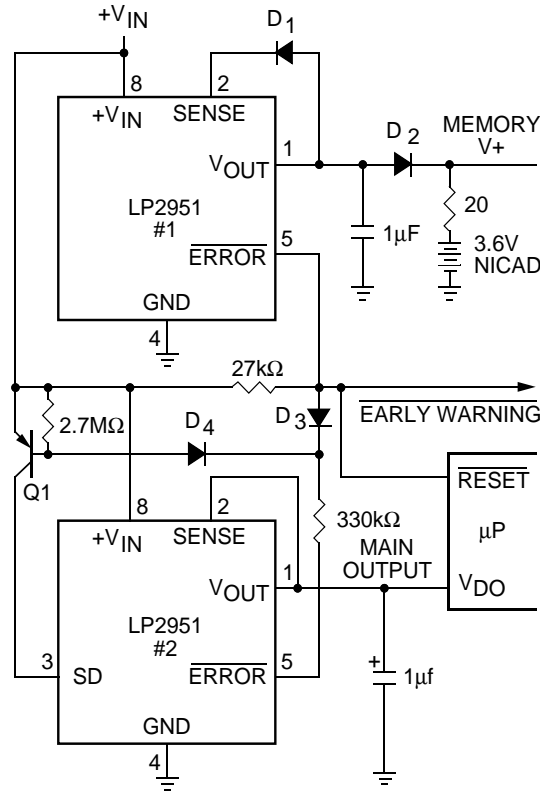 +VIN
D1
8
2
+VIN
SENSE
D2
MEMORY
V+
1
VOUT
LP2951
#1
20
1µF
5
ERROR
3.6V
NICAD
GND
4
27kΩ
D3
EARLY WARNING
2.7MΩ
D4
Q1
RESET
8
2
330kΩ
+VIN
SENSE
µP
MAIN
OUTPUT
1
VOUT
VDO
LP2951
#2
3
SD
5
ERROR
+
1µf
GND
4